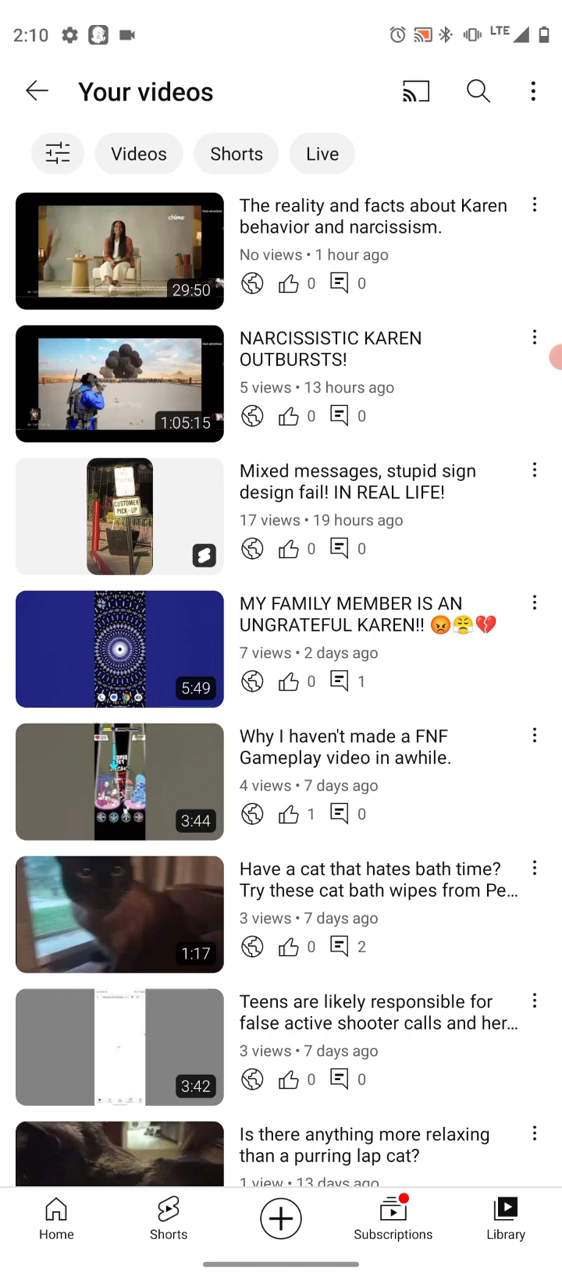 2:10
LTE
Your videos
Videos
Shorts
Live
chime
29:50
The reality and facts about Karen
behavior and narcissism.
No views • 1 hour ago
0
0
1:05:15
NARCISSISTIC KAREN
OUTBURSTS!
5 views • 13 hours ago
0
0
CUSTOMER
PICK-UP
Mixed messages, stupid sign
design fail! IN REAL LIFE!
17 views • 19 hours ago
0
0
5:49
MY FAMILY MEMBER IS AN
UNGRATEFUL KAREN!! 😡😤💔
7 views • 2 days ago
0
1
3:44
Why I haven't made a FNF
Gameplay video in awhile.
4 views • 7 days ago
1
0
1:17
Have a cat that hates bath time?
Try these cat bath wipes from Pe...
3 views • 7 days ago
0
2
3:42
Teens are likely responsible for
false active shooter calls and her...
3 views • 7 days ago
0
0
Is there anything more relaxing
than a purring lap cat?
1 view • 13 days ago
Home
Shorts
Subscriptions
Library